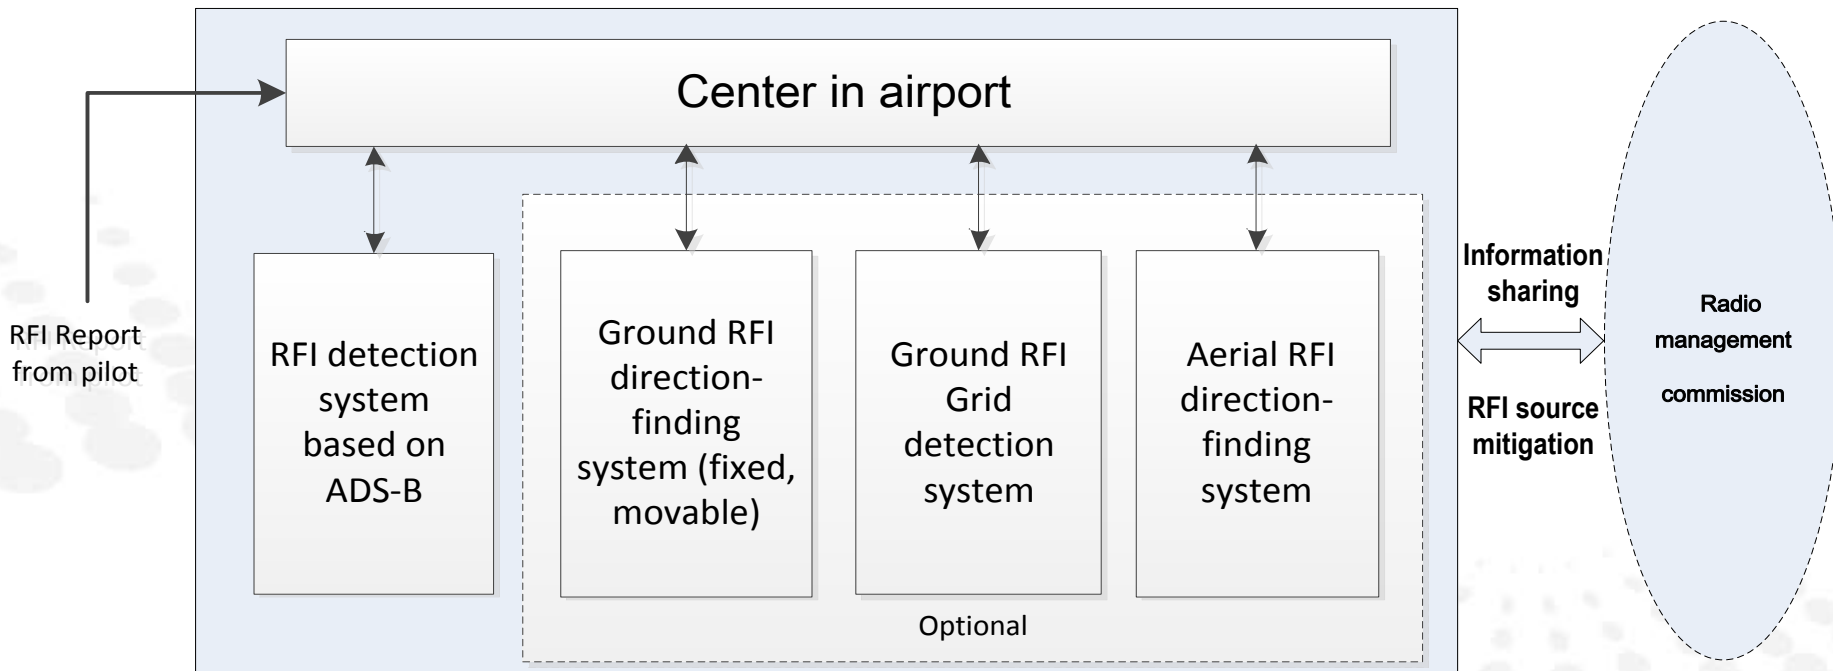 Center in airport
RFI Report
from pilot
RFI detection
system
based on
ADS-B
Ground RFI
direction-
finding
system (fixed,
movable)
Ground RFI
Grid
detection
system
Aerial RFI
direction-
finding
system
Optional
Information
sharing
RFI source
mitigation
Radio
management
commission